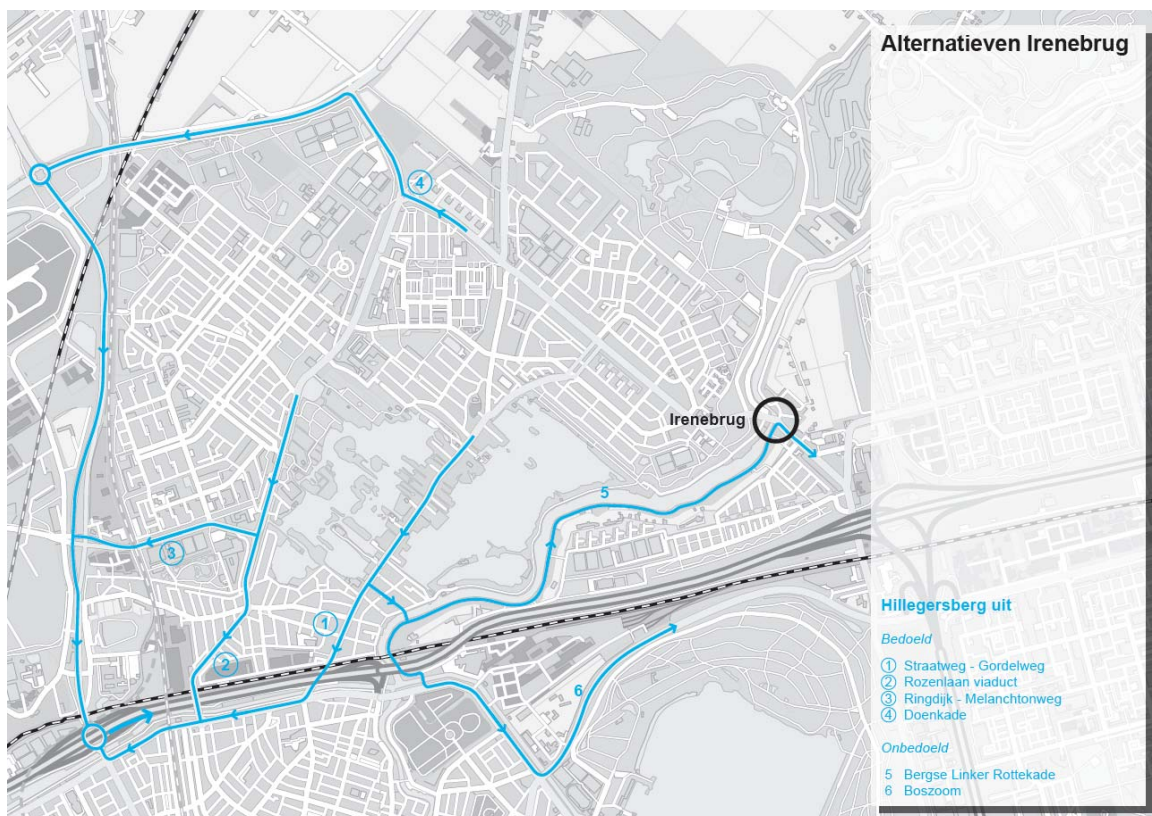 Alternatieven Irenebrug
4
Irenebrug
5
3
1
2
6
Hillegersberg uit
Bedoeld
1 Straatweg - Gordelweg
2 Rozenlaan viaduct
3 Ringdijk - Melanchtonweg
4 Doenkade
Onbedoeld
5 Bergse Linker Rottekade
6 Boszoom